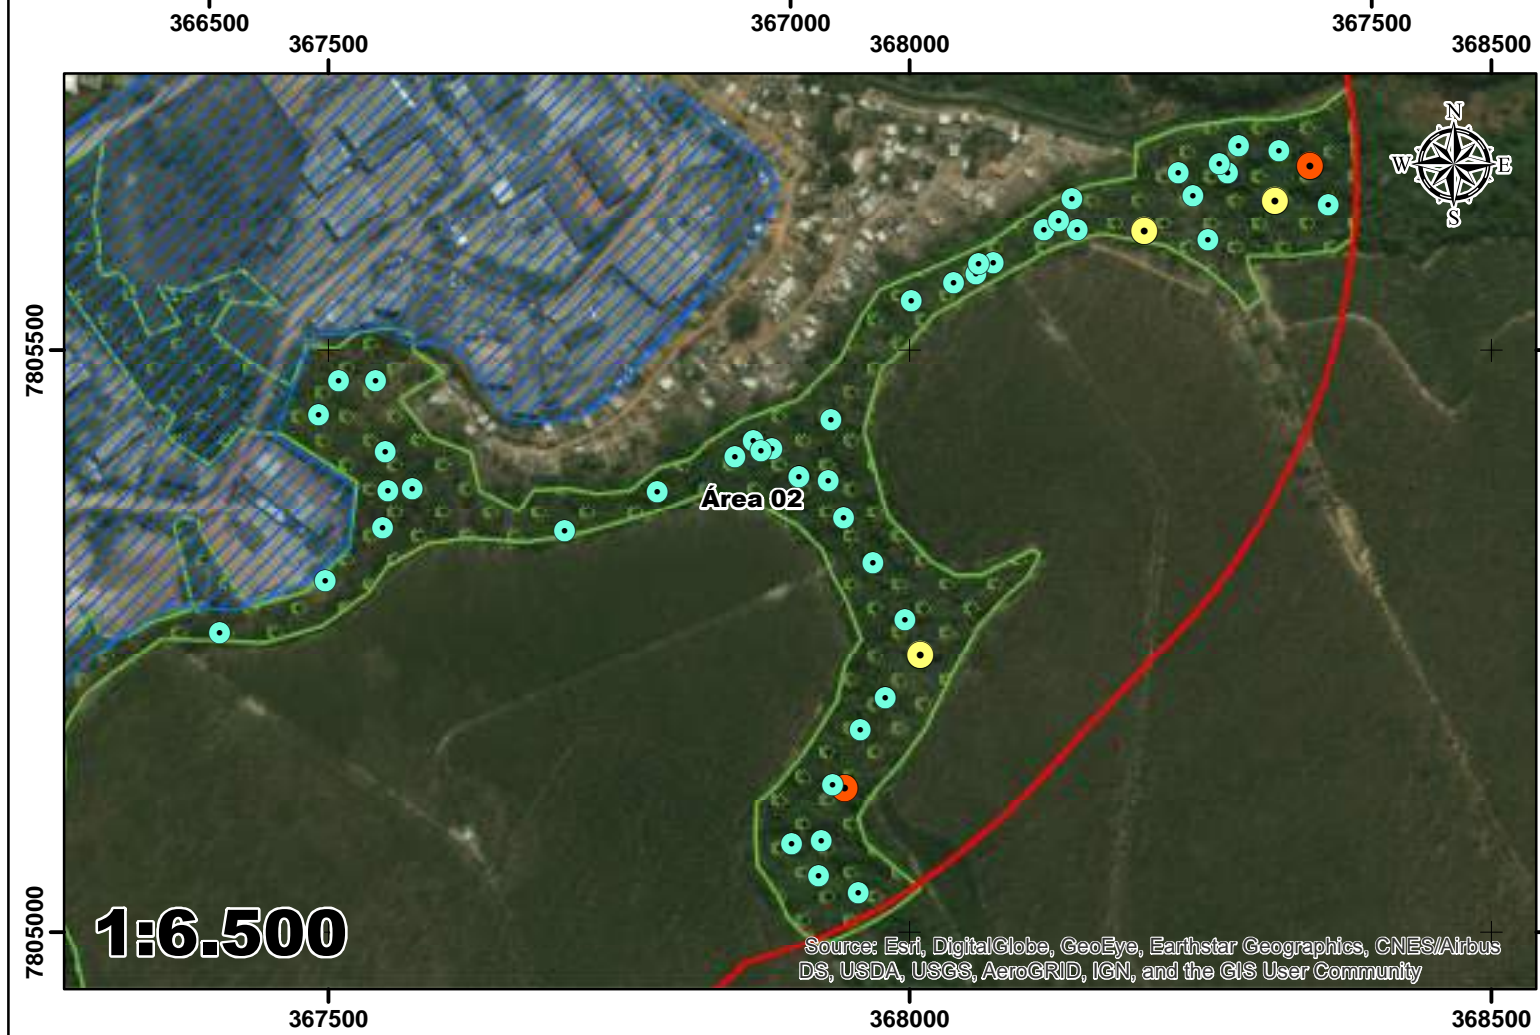 366500 367000 367500
367500 368000 368500
N
W E
S
7805500
Área 02
7805000
1:6.500
Source: Esri, DigitalGlobe, GeoEye, Earthstar Geographics, CNES/Airbus
DS, USDA, USGS, AeroGRID, IGN, and the GIS User Community
367500 368000 368500